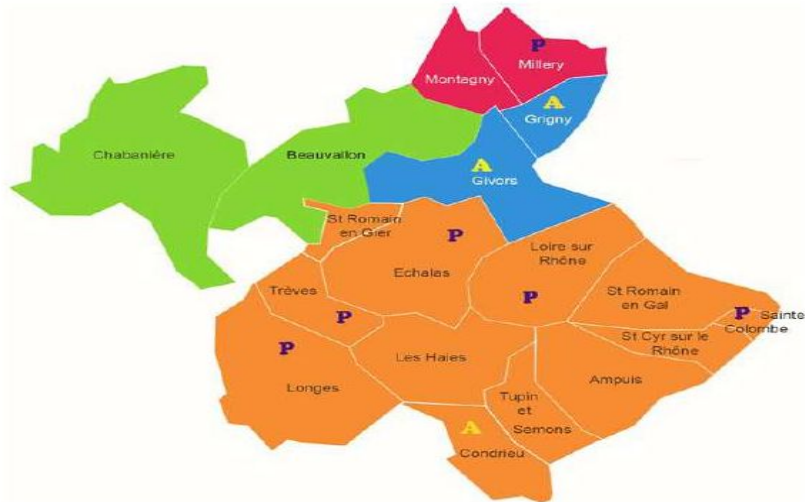 P
Millery
Montagny
A
Grigny
Chabanière
Beauvallon
A
Givors
St Romain
en Gier
P
Echalas
Loire sur
Rhône
P
Trèves
P
St Romain
en Gal
P
Sainte
Colombe
St Cyr sur le
Rhône
P
Longes
Les Haies
Ampuis
Tupin
et
Semons
A
Condrieu